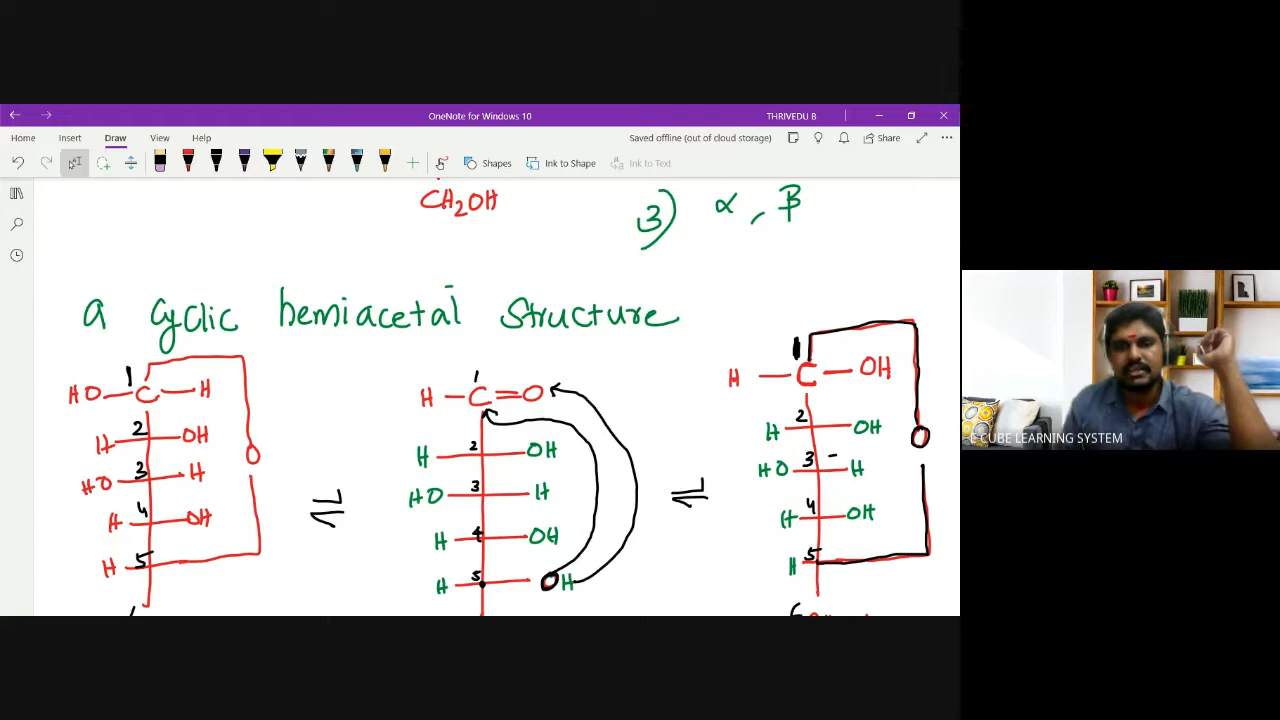 OneNote for Windows 10
THRIVEDU B
Home Insert Draw View Help
Saved offline (out of cloud storage)
Share
Shapes
Ink to Shape
Ink to Text
CH2OH
3) α, β
a cyclic hemiacetal structure
HO C H
1
2
H OH
3
HO H
4
H OH
5
H
O
⇌
1
H C=O
2
H OH
3
HO H
4
H OH
5
H OH
⇌
1
H C OH
2
H OH
3
HO H
4
H OH
5
H
O
C CUBE LEARNING SYSTEM